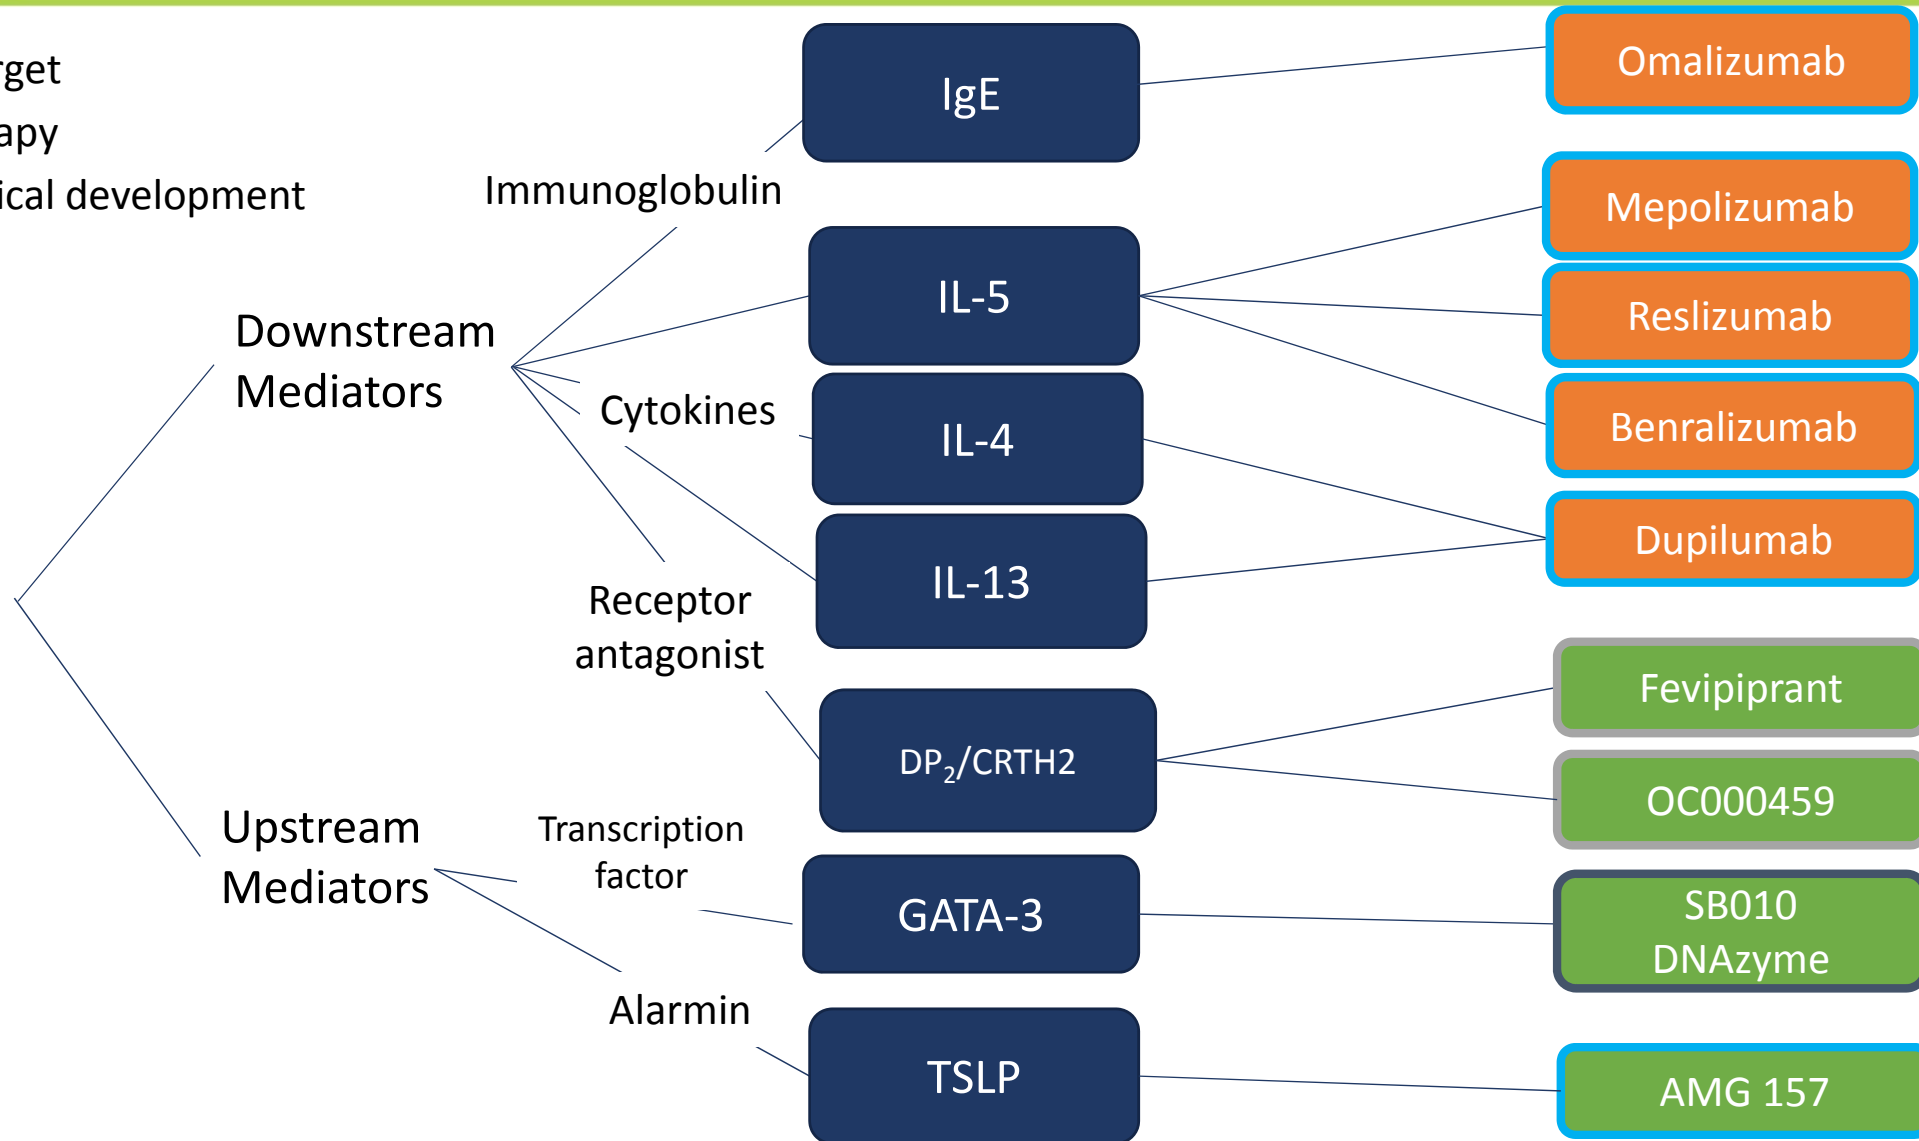 rget
apy
ical development
Immunoglobulin
Downstream
Mediators
Cytokines
Receptor
antagonist
Upstream
Mediators
Transcription
factor
Alarmin
IgE
IL-5
IL-4
IL-13
DP₂/CRTH2
GATA-3
TSLP
Omalizumab
Mepolizumab
Reslizumab
Benralizumab
Dupilumab
Fevipiprant
OC000459
SB010
DNAzyme
AMG 157